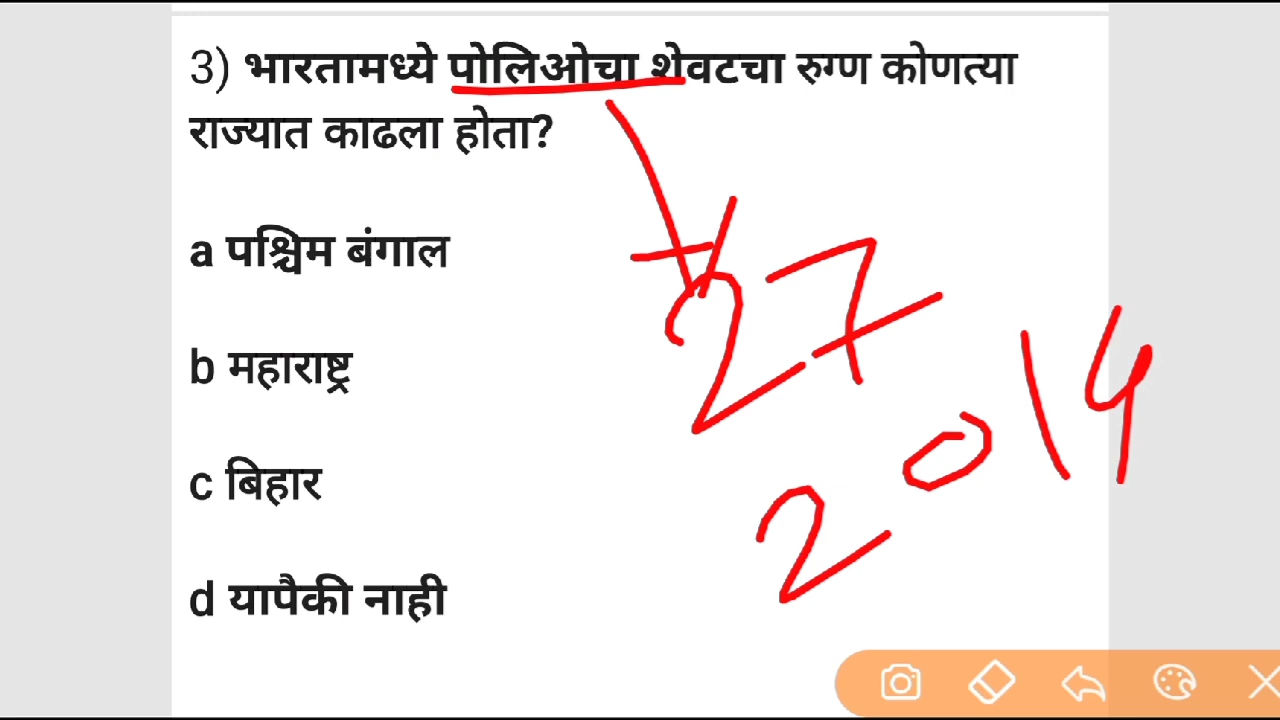 3) भारतामध्ये पोलिओचा शेवटचा रुग्ण कोणत्या
राज्यात काढला होता?
a पश्चिम बंगाल
b महाराष्ट्र
c बिहार
d यापैकी नाही
27
2014